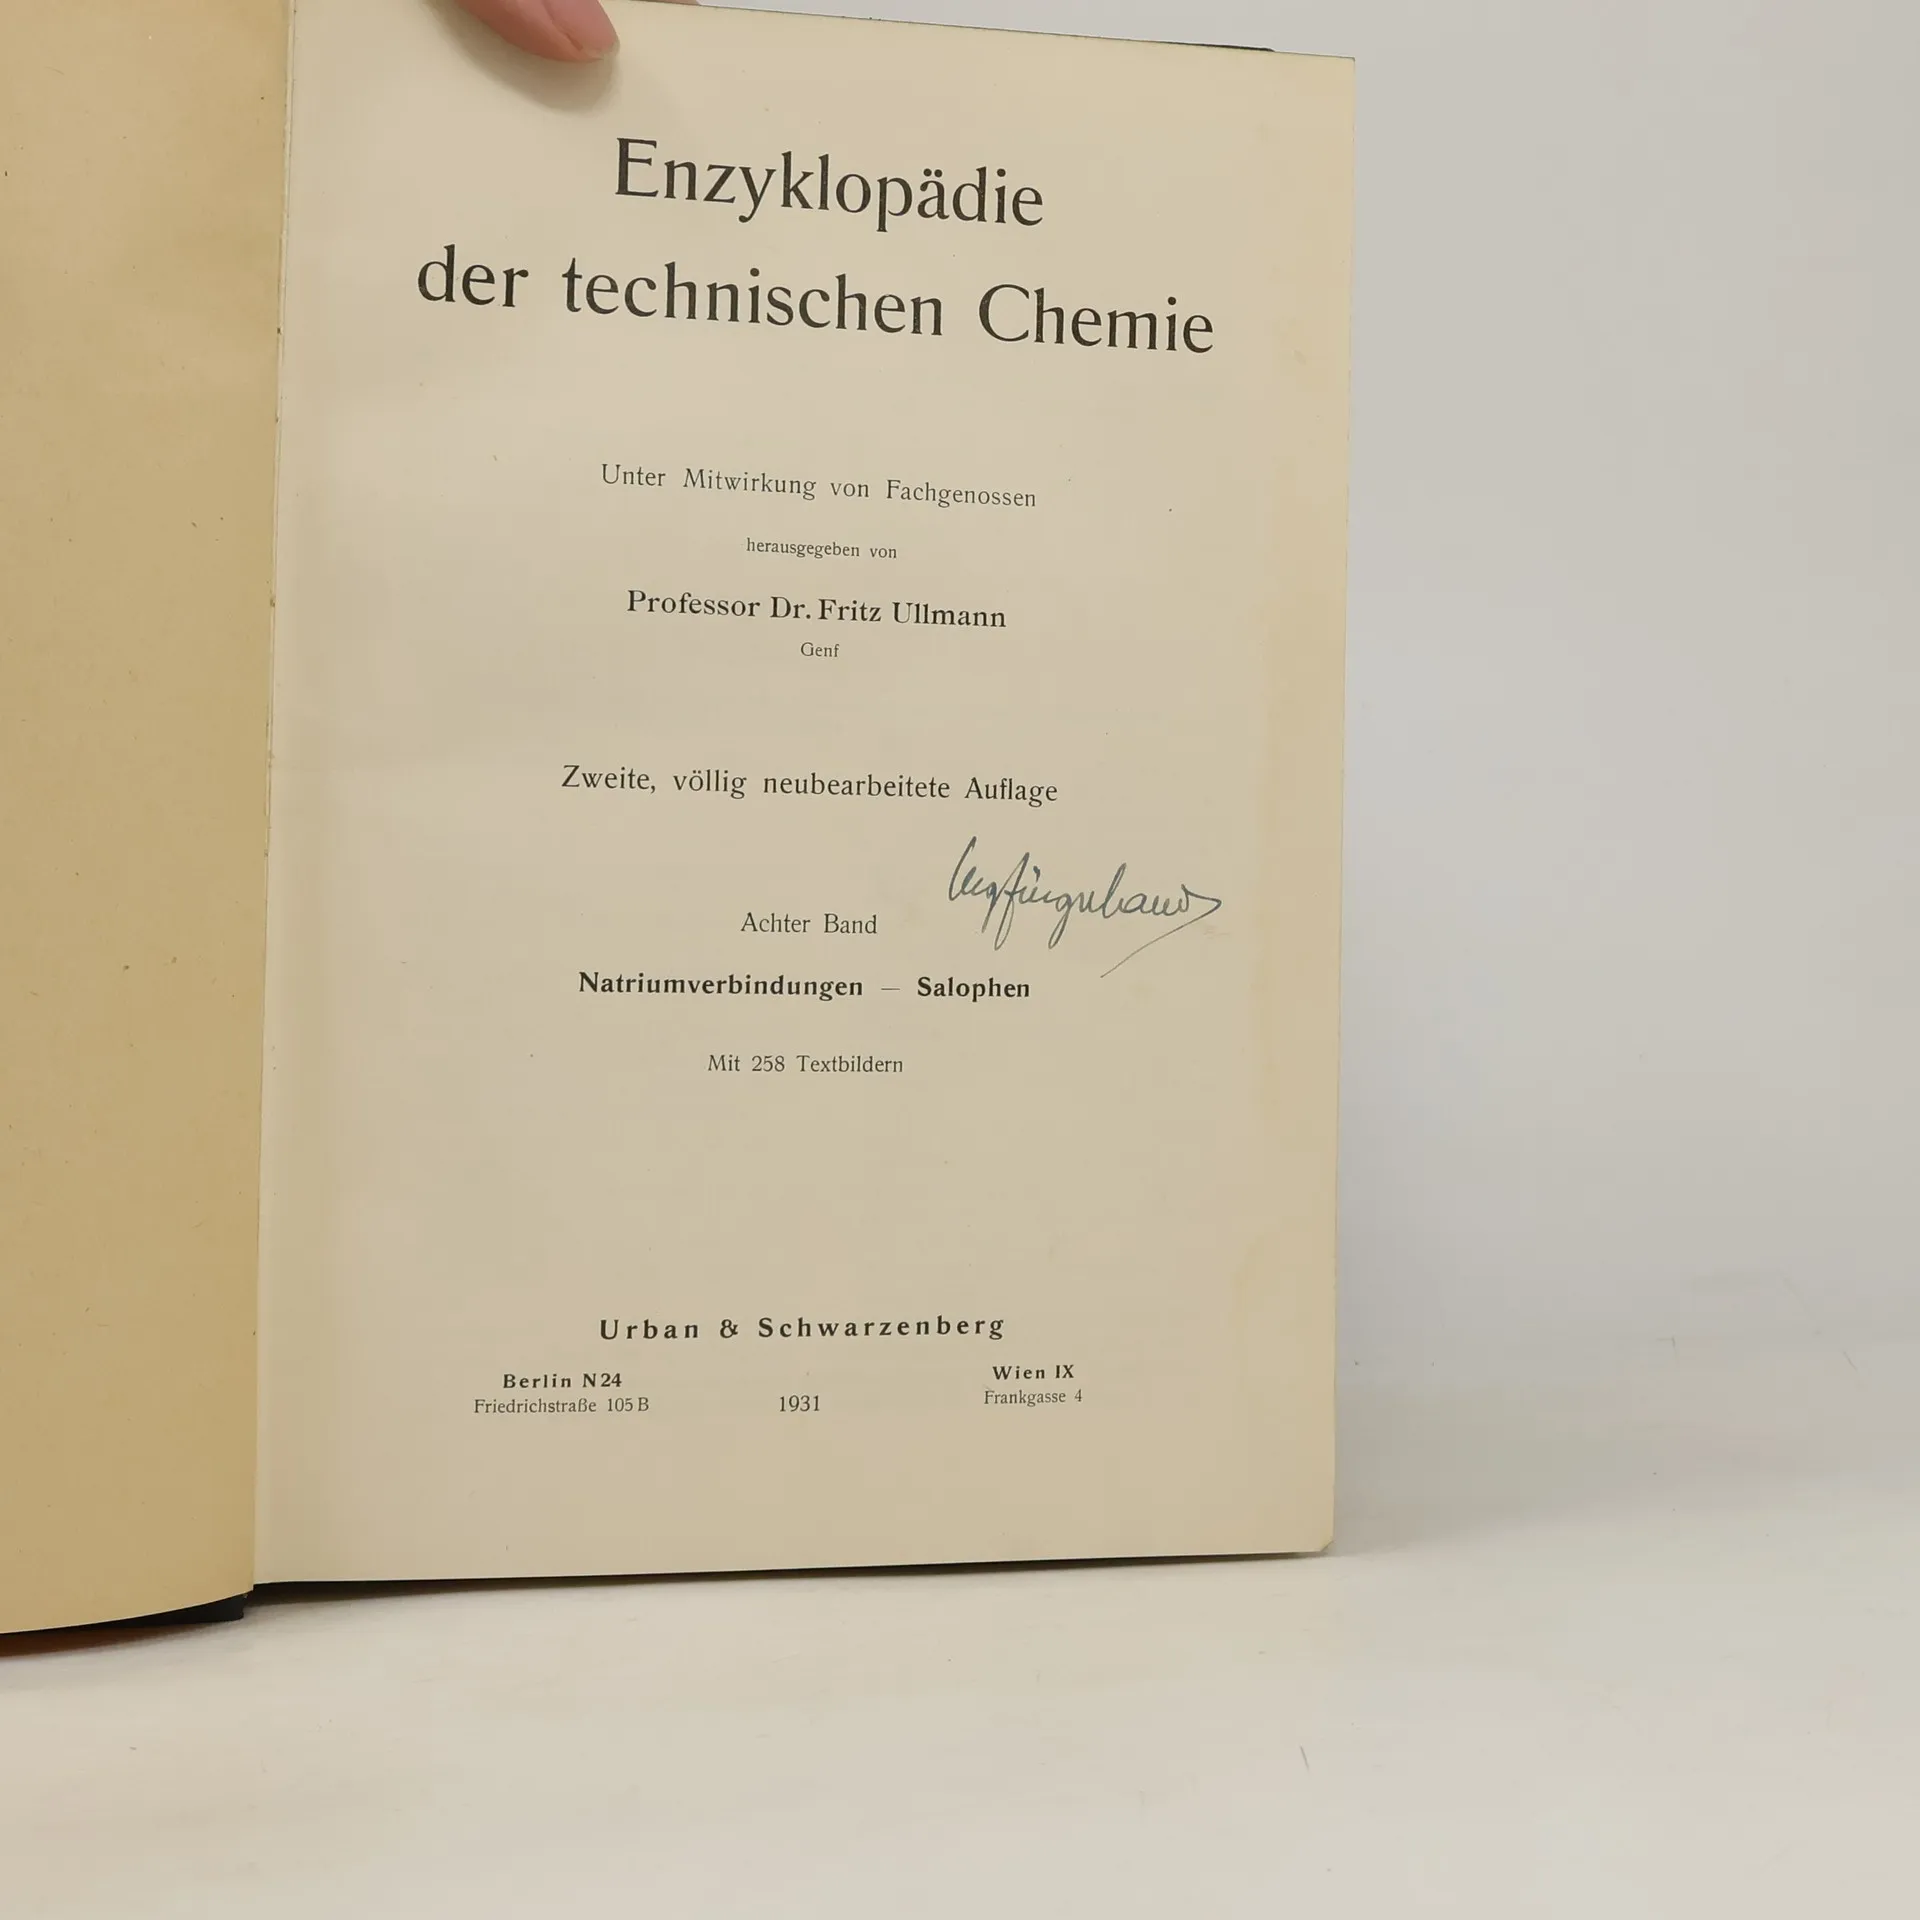 Enzyklopädie
der technischen Chemie
Unter Mitwirkung von Fachgenossen
herausgegeben von
Professor Dr. Fritz Ullmann
Genf
Zweite, völlig neubearbeitete Auflage
Achter Band
Natriumverbindungen — Salophen
Mit 258 Textbildern
Urban & Schwarzenberg
Berlin N 24
Friedrichstraße 105 B
1931
Wien IX
Frankgasse 4